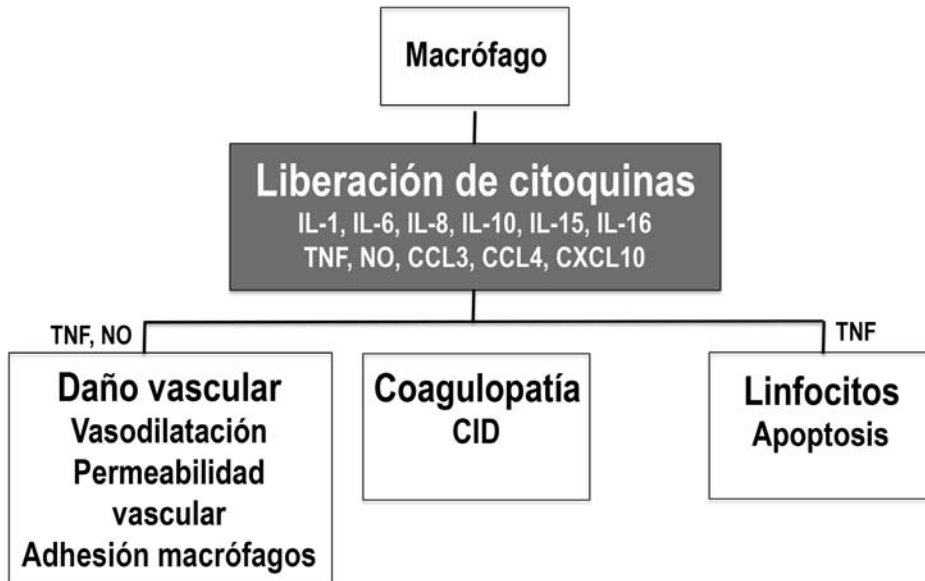 Macrófago
Liberación de citoquinas
IL-1, IL-6, IL-8, IL-10, IL-15, IL-16
TNF, NO, CCL3, CCL4, CXCL10
TNF, NO
TNF
Daño vascular
Vasodilatación
Permeabilidad
vascular
Adhesión macrófagos
Coagulopatía
CID
Linfocitos
Apoptosis